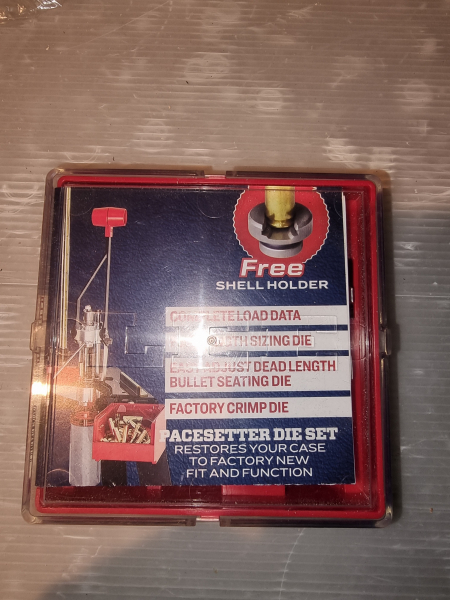 Free
SHELL HOLDER
COMPLETE LOAD DATA
LENGTH SIZING DIE
EASY ADJUST DEAD LENGTH
BULLET SEATING DIE
FACTORY CRIMP DIE
PACESETTER DIE SET
RESTORES YOUR CASE
TO FACTORY NEW
FIT AND FUNCTION